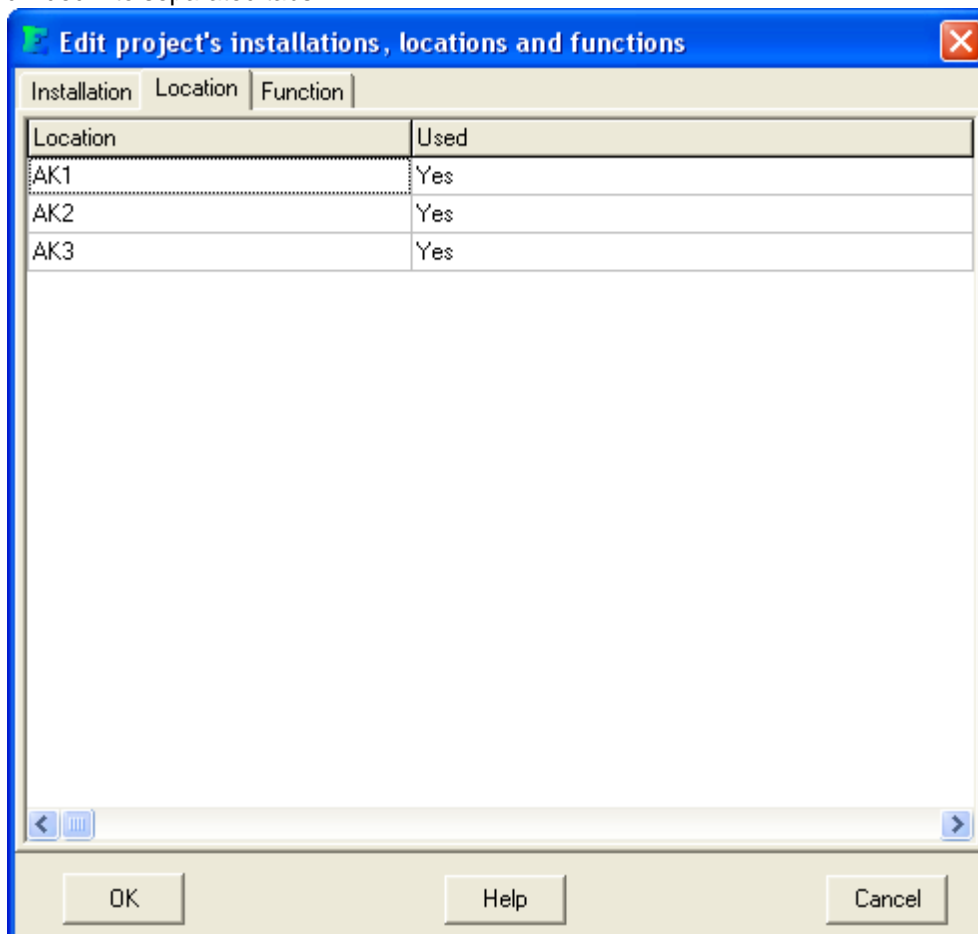 Edit project's installations, locations and functions
Installation Location Function
Location Used
AK1 Yes
AK2 Yes
AK3 Yes
OK Help Cancel